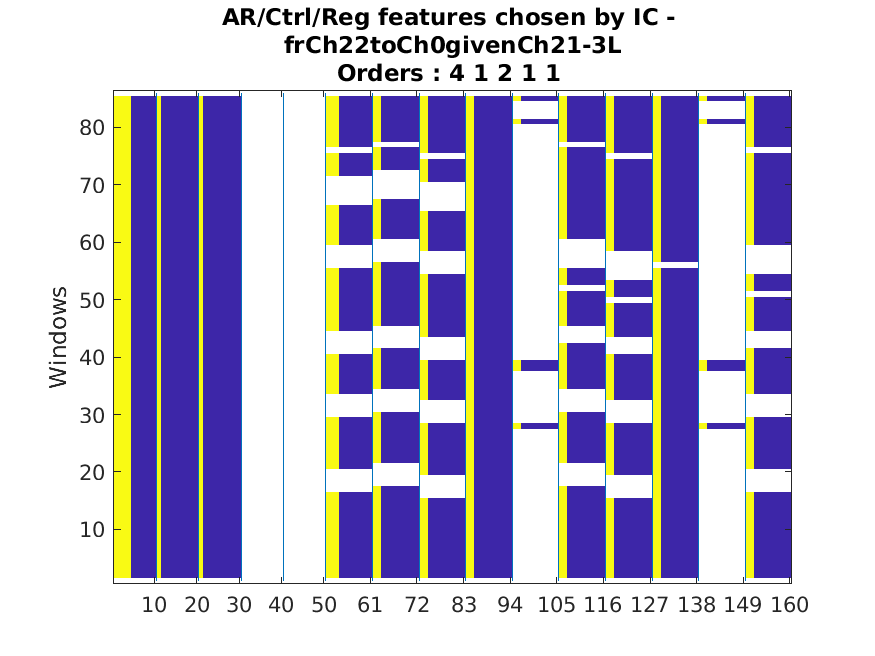 AR/Ctrl/Reg features chosen by IC -
frCh22toCh0givenCh21-3L
Orders : 4 1 2 1 1
80
70
60
50
40
30
20
10
Windows
10 20 30 40 50 61 72 83 94 105 116 127 138 149 160